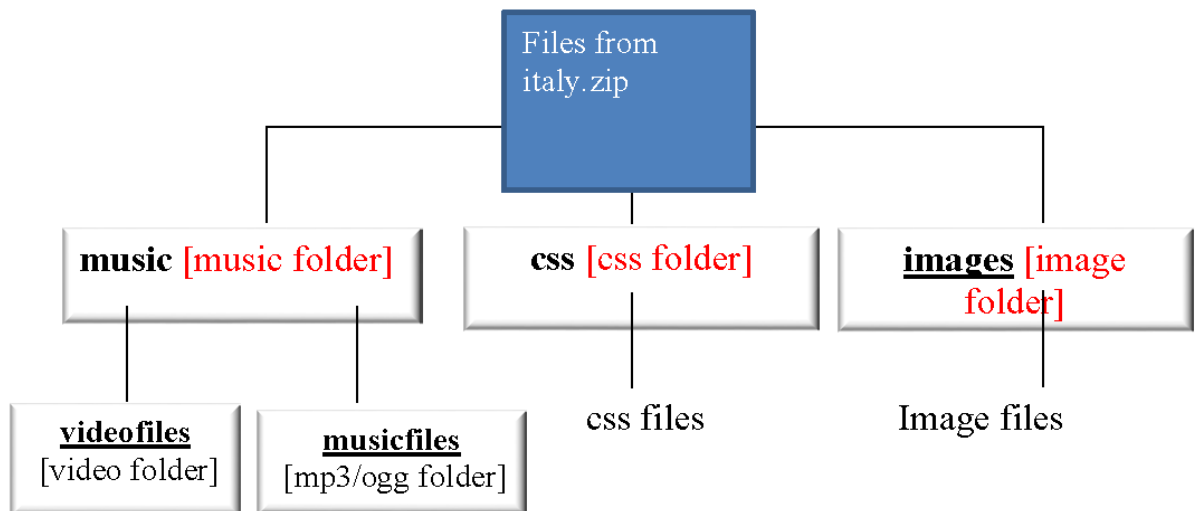 Files from
italy.zip
music [music folder]
css [css folder]
images [image
folder]
videofiles
[video folder]
musicfiles
[mp3/ogg folder]
css files
Image files